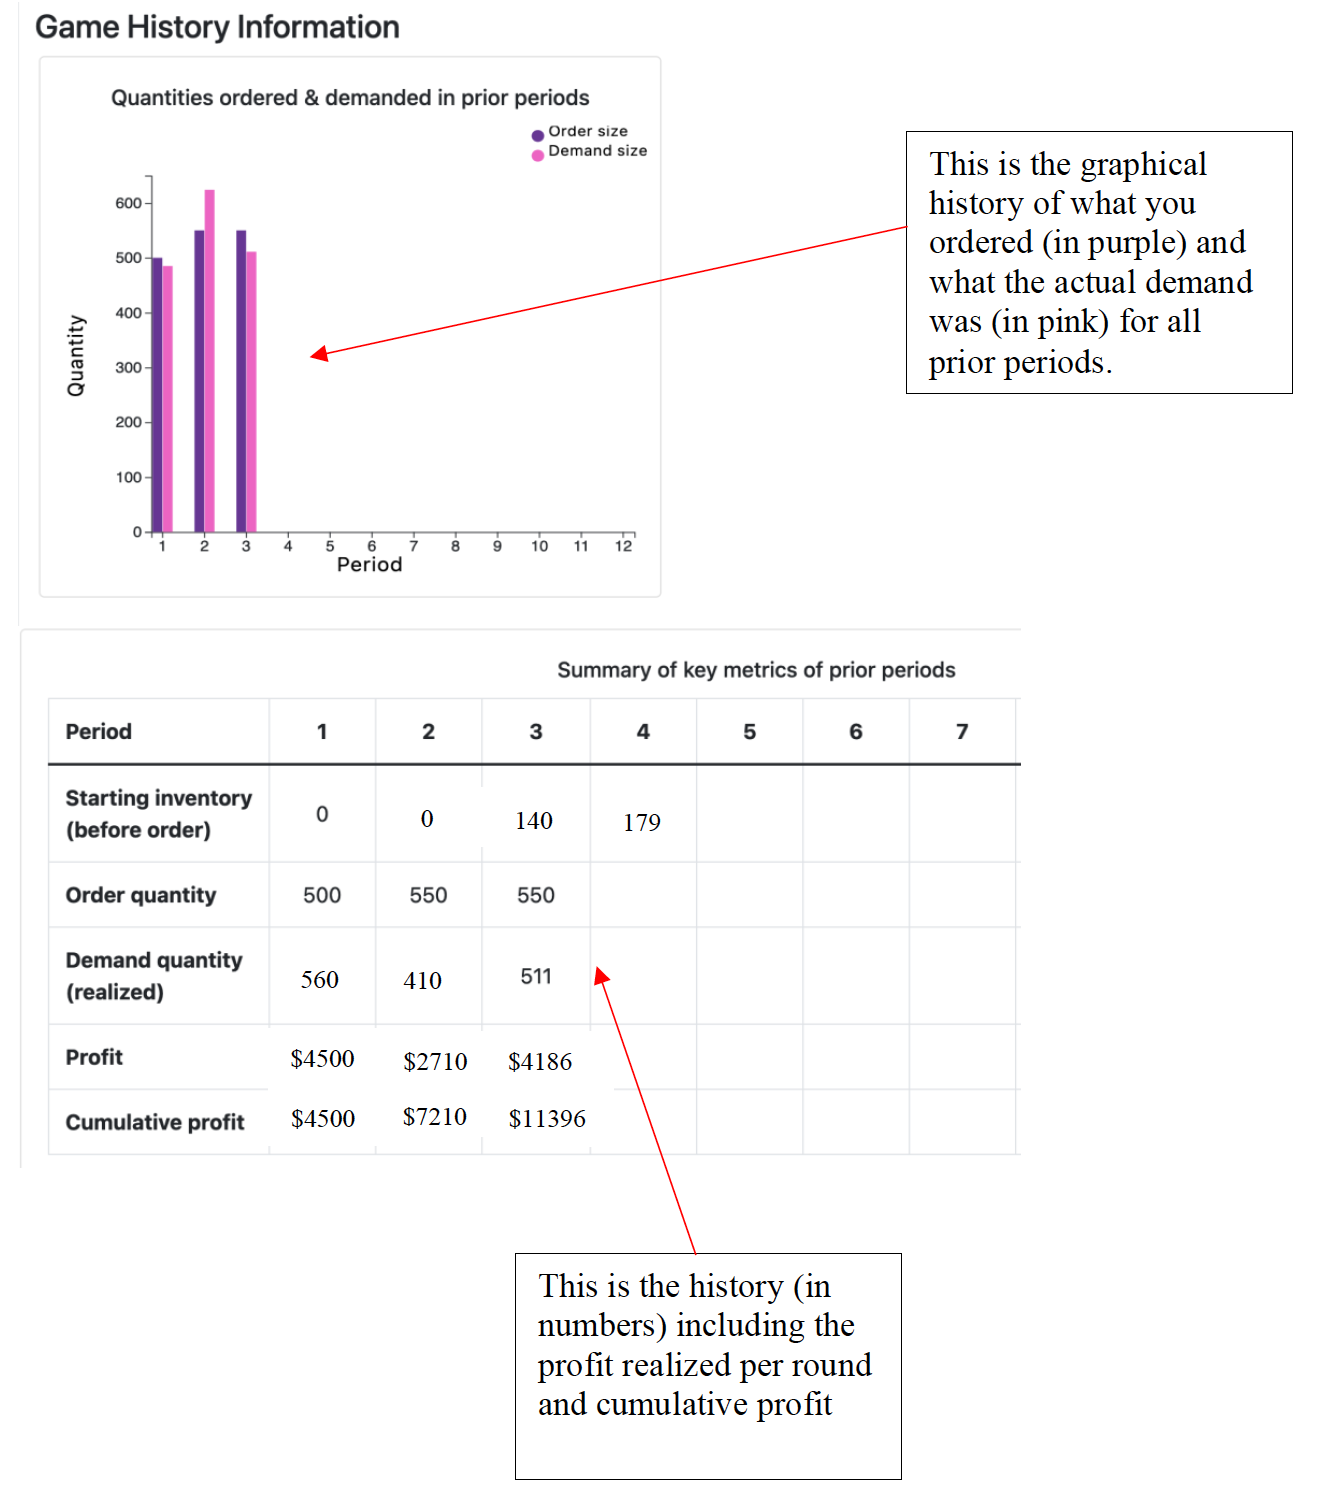 Game History Information
Quantities ordered & demanded in prior periods
Order size
Demand size
This is the graphical
history of what you
ordered (in purple) and
what the actual demand
was (in pink) for all
prior periods.
600
500
400
300
200
100
0
Quantity
1 2 3 4 5 6 7 8 9 10 11 12
Period
Summary of key metrics of prior periods
Period 1 2 3 4 5 6 7
Starting inventory
(before order) 0 0 140 179
Order quantity 500 550 550
Demand quantity
(realized) 560 410 511
Profit $4500 $2710 $4186
Cumulative profit $4500 $7210 $11396
This is the history (in
numbers) including the
profit realized per round
and cumulative profit